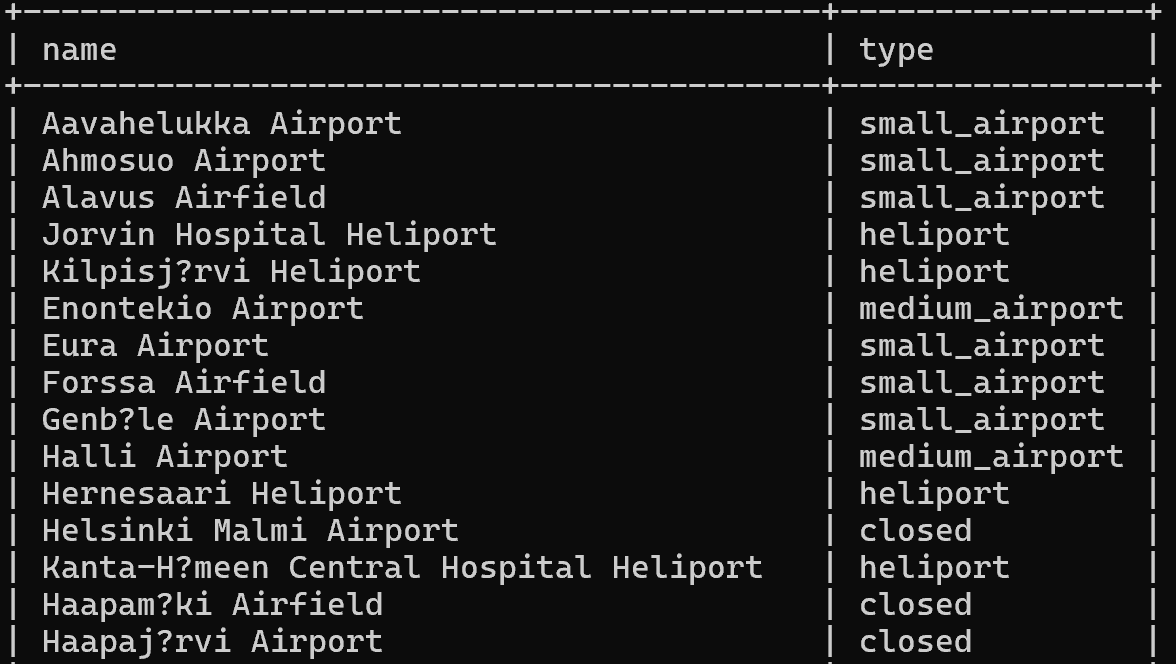 +------------------------------------------+----------------+
| name                                     | type           |
+------------------------------------------+----------------+
| Aavahelukka Airport                      | small_airport  |
| Ahmosuo Airport                          | small_airport  |
| Alavus Airfield                          | small_airport  |
| Jorvin Hospital Heliport                 | heliport       |
| Kilpisj?rvi Heliport                     | heliport       |
| Enontekio Airport                        | medium_airport |
| Eura Airport                             | small_airport  |
| Forssa Airfield                          | small_airport  |
| Genb?le Airport                          | small_airport  |
| Halli Airport                            | medium_airport |
| Hernesaari Heliport                      | heliport       |
| Helsinki Malmi Airport                   | closed         |
| Kanta-H?meen Central Hospital Heliport   | heliport       |
| Haapam?ki Airfield                       | closed         |
| Haapaj?rvi Airport                       | closed         |